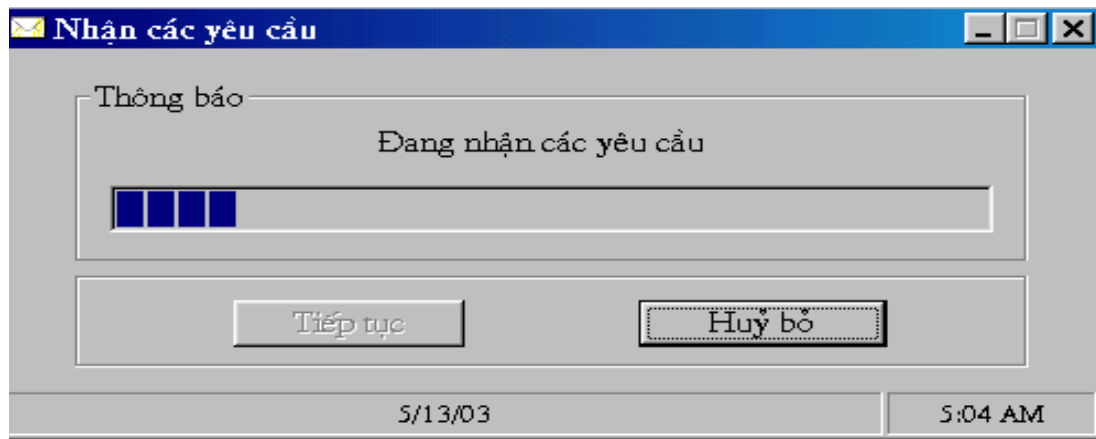 Nhận các yêu cầu
Thông báo
Đang nhận các yêu cầu
Tiếp tục
Huỷ bỏ
5/13/03
5:04 AM